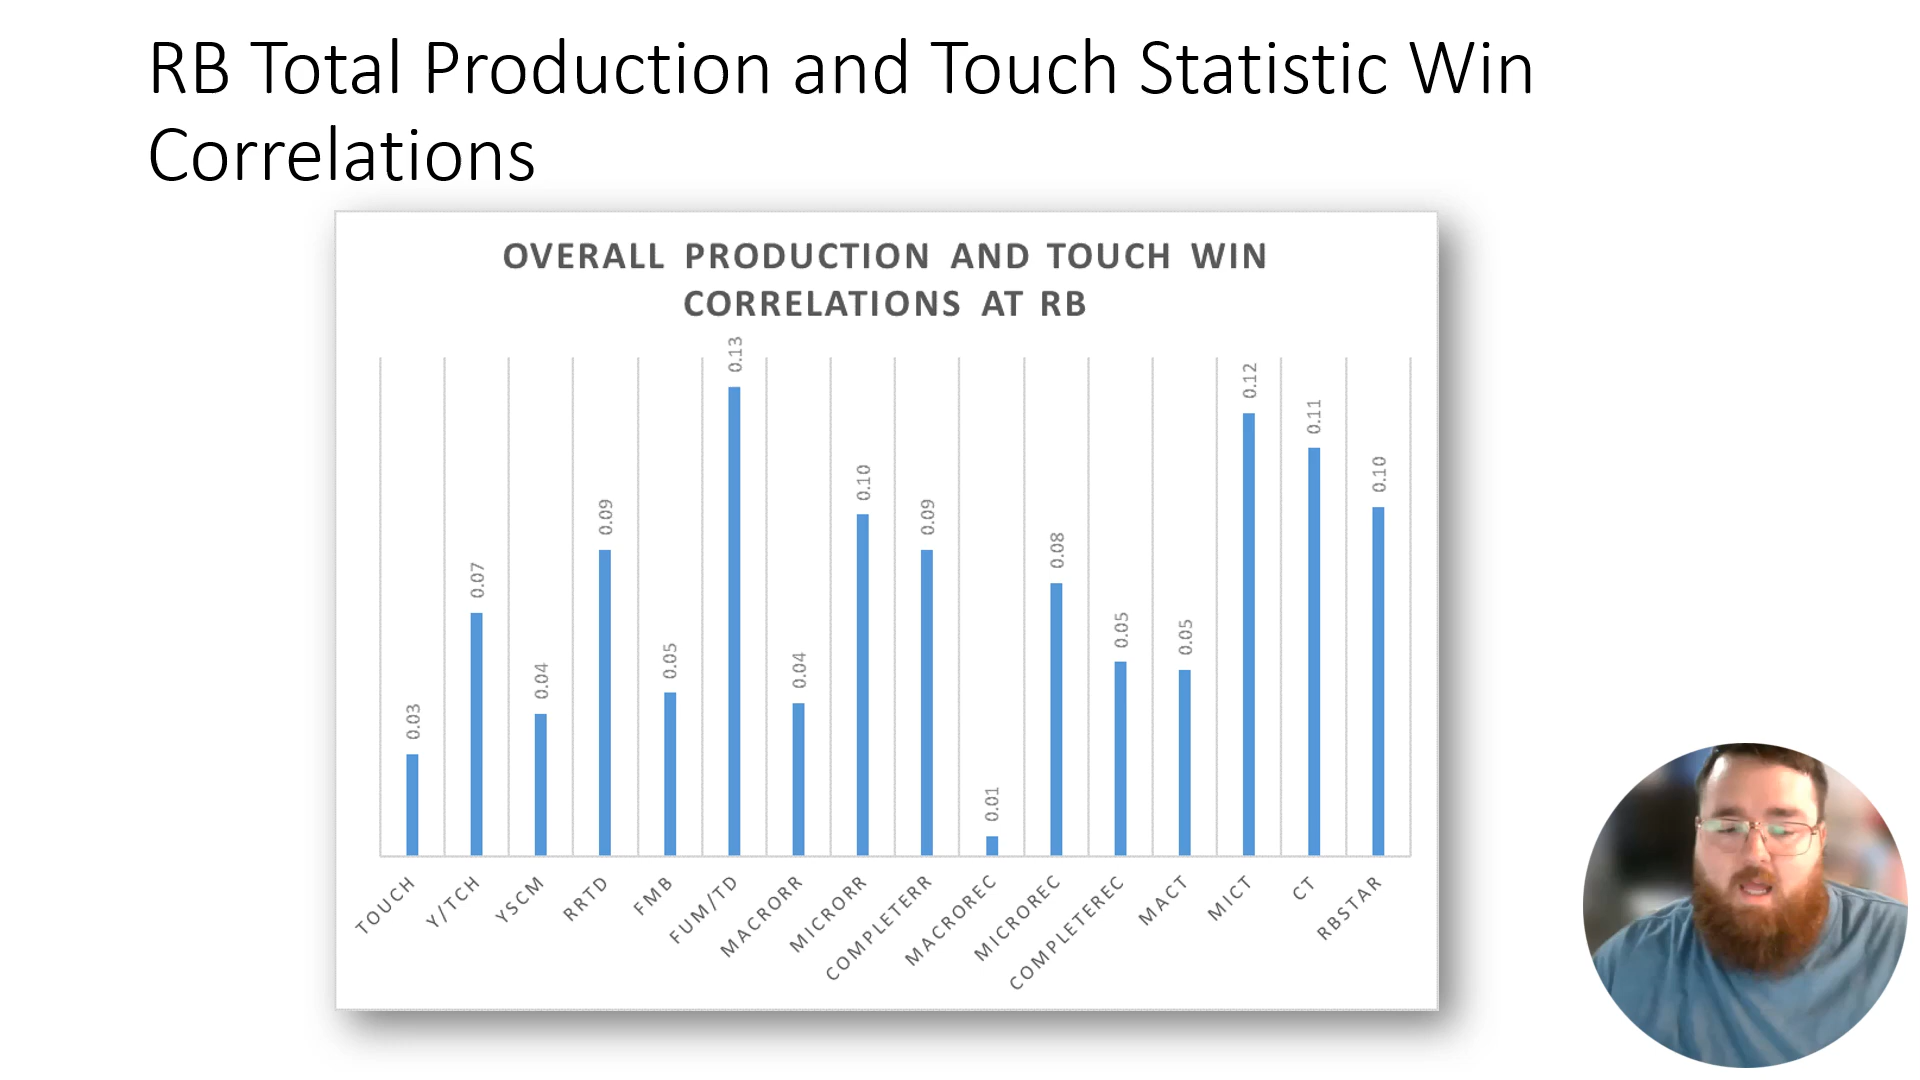 RB Total Production and Touch Statistic Win
Correlations
OVERALL PRODUCTION AND TOUCH WIN
CORRELATIONS AT RB
0.03
0.07
0.04
0.09
0.05
0.13
0.04
0.10
0.09
0.01
0.08
0.05
0.05
0.12
0.11
0.10
TOUCH
Y/TCH
YSCM
RRTD
FMB
FUM/TD
MACRORR
MICRORR
COMPLETERR
MACROREC
MICROREC
COMPLETEREC
MACT
MICT
CT
RBSTAR